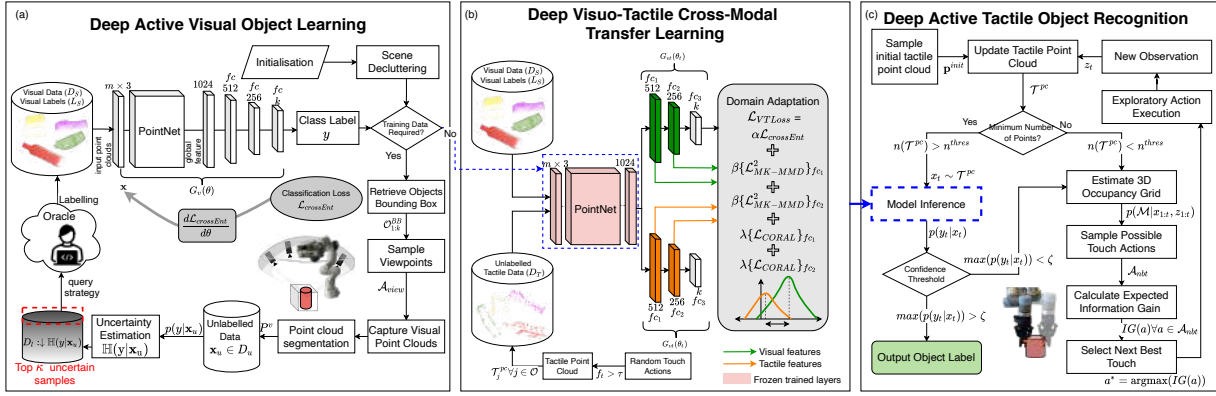 (a)
Deep Active Visual Object Learning
Initialisation
Scene
Decluttering
Visual Data (D_S)
Visual Labels (L_S)
m × 3
PointNet
1024
fc
512
fc
256
fc
k
Class Label
y
Training Data
Required?
No
Yes
input point
clouds
global
feature
G_v(θ)
x
Classification Loss
ℒ_crossEnt
dℒ_crossEnt
dθ
Retrieve Objects
Bounding Box
𝒪^BB_1:k
Labelling
Oracle
Sample
Viewpoints
𝒜_view
query
strategy
Capture Visual
Point Clouds
Point cloud
segmentation
P^v
Unlabelled
Data
x_u ∈ D_u
p(y|x_u)
Uncertainty
Estimation
ℍ(y|x_u)
D_l :↓ ℍ(y|x_u)
Top K uncertain
samples
(b)
Deep Visuo-Tactile Cross-Modal
Transfer Learning
Visual Data (D_S)
Visual Labels (L_S)
G_vt(θ_t)
fc_1
512
fc_2
256
fc_3
k
m × 3
PointNet
1024
Domain Adaptation
ℒ_VTLoss =
αℒ_crossEnt
+
β{ℒ²_MK−MMD}_fc_1
+
β{ℒ²_MK−MMD}_fc_2
+
λ{ℒ_CORAL}_fc_1
+
λ{ℒ_CORAL}_fc_2
Unlabelled
Tactile Data (D_T)
512
fc_1
256
fc_2
k
fc_3
G_vt(θ_t)
𝒯_j^pc ∀j ∈ 𝒪
Tactile Point
Cloud
f_t > τ
Random Touch
Actions
Visual features
Tactile features
Frozen trained layers
(c)
Deep Active Tactile Object Recognition
Sample
initial tactile
point cloud
p^init
Update Tactile Point
Cloud
z_t
New Observation
𝒯^pc
Exploratory Action
Execution
Yes
Minimum Number
of Points?
No
n(𝒯^pc) > n^thres
n(𝒯^pc) < n^thres
x_t ∼ 𝒯^pc
Model Inference
Estimate 3D
Occupancy Grid
p(y_t|x_t)
p(ℳ|x_1:t, z_1:t)
Confidence
Threshold
max(p(y_t|x_t)) < ζ
Sample Possible
Touch Actions
𝒜_nbt
max(p(y_t|x_t)) > ζ
Calculate Expected
Information Gain
IG(a)∀a ∈ 𝒜_nbt
Output Object Label
Select Next Best
Touch
a* = argmax(IG(a))